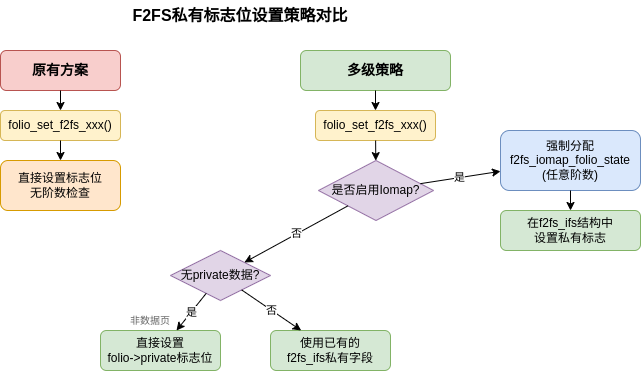 F2FS私有标志位设置策略对比
原有方案
folio_set_f2fs_xxx()
直接设置标志位
无阶数检查
多级策略
folio_set_f2fs_xxx()
是否启用Iomap?
是
强制分配
f2fs_iomap_folio_state
(任意阶数)
在f2fs_ifs结构中
设置私有标志
否
无private数据?
是
非数据页
直接设置
folio->private标志位
否
使用已有的
f2fs_ifs私有字段